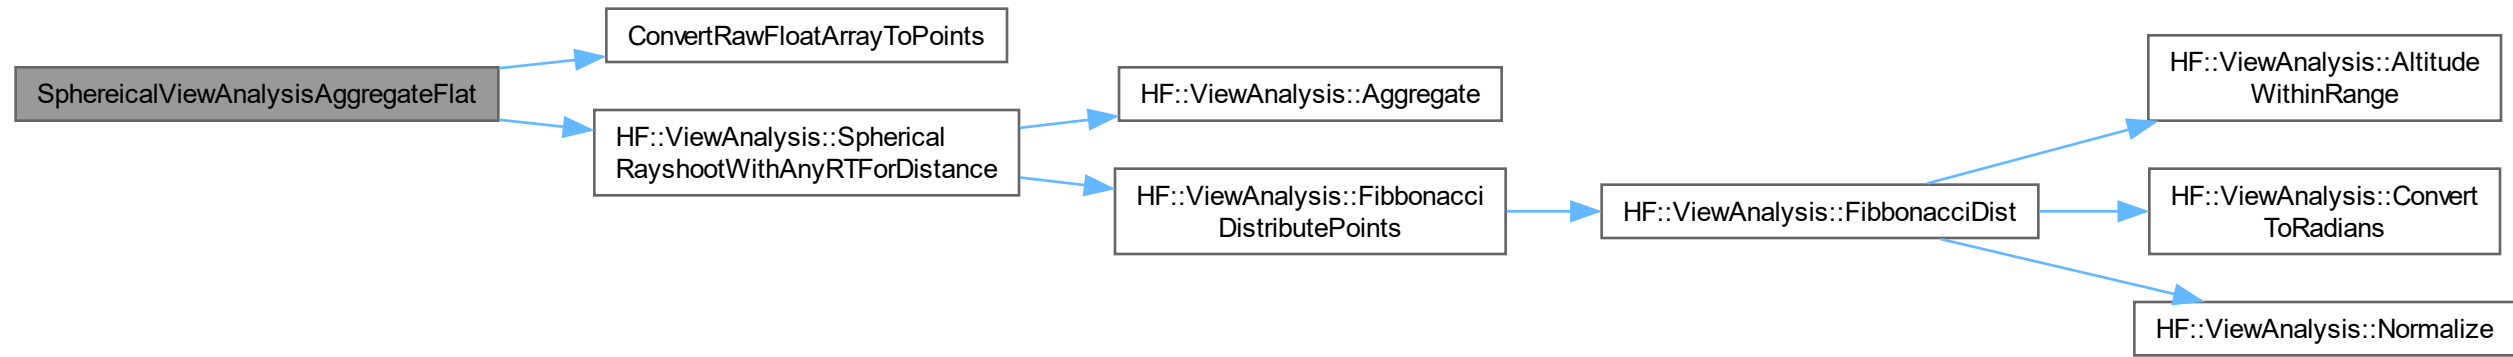 SphereicalViewAnalysisAggregateFlat
ConvertRawFloatArrayToPoints
HF::ViewAnalysis::Spherical
RayshootWithAnyRTForDistance
HF::ViewAnalysis::Aggregate
HF::ViewAnalysis::Fibbonacci
DistributePoints
HF::ViewAnalysis::FibbonacciDist
HF::ViewAnalysis::Altitude
WithinRange
HF::ViewAnalysis::Convert
ToRadians
HF::ViewAnalysis::Normalize